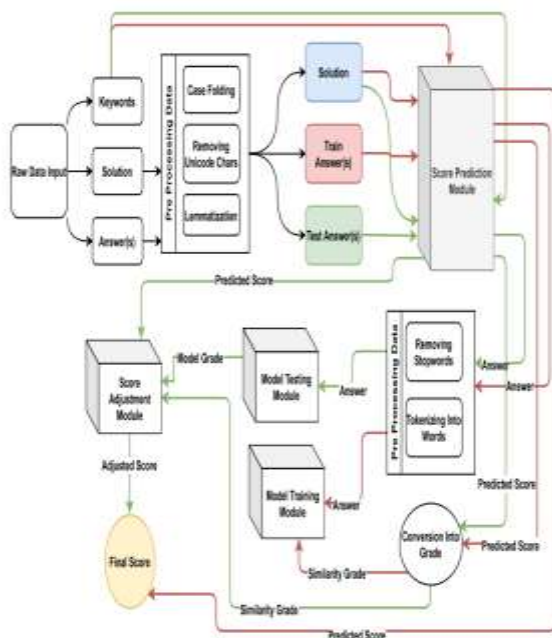 Keywords
Raw Data Input
Solution
Answer(s)
Pre Processing Data
Case Folding
Removing
Unicode Chars
Lemmatization
Solution
Train
Answer(s)
Test Answer(s)
Score Prediction
Module
Predicted Score
Score
Adjustment
Module
Model Grade
Model Testing
Module
Answer
Pre Processing Data
Removing
Stopwords
Tokenizing Into
Words
Answer
Answer
Model Training
Module
Answer
Adjusted Score
Predicted Score
Conversion Into
Grade
Predicted Score
Final Score
Similarity Grade
Similarity Grade
Predicted Score